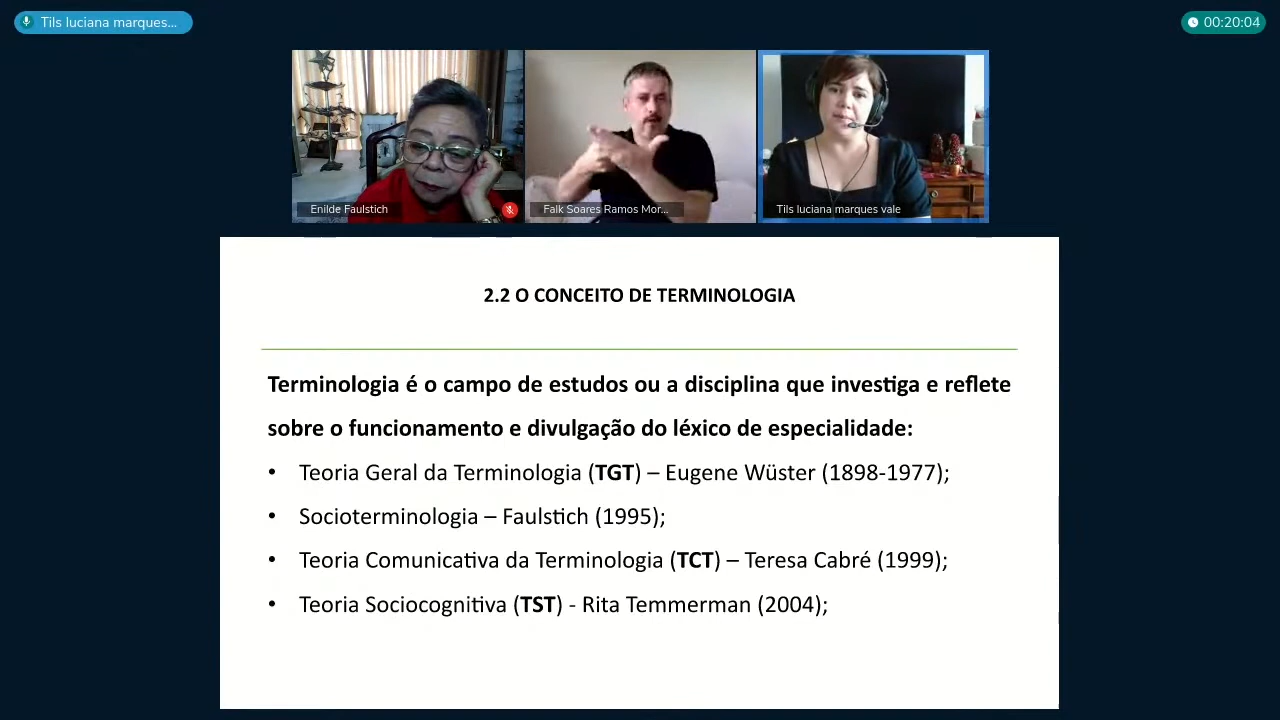 Tils luciana marques...
00:20:04
Enilde Faulstich
Falk Soares Ramos Mor...
Tils luciana marques vale
2.2 O CONCEITO DE TERMINOLOGIA
Terminologia é o campo de estudos ou a disciplina que investiga e reflete
sobre o funcionamento e divulgação do léxico de especialidade:
• Teoria Geral da Terminologia (TGT) – Eugene Wüster (1898-1977);
• Socioterminologia – Faulstich (1995);
• Teoria Comunicativa da Terminologia (TCT) – Teresa Cabré (1999);
• Teoria Sociocognitiva (TST) - Rita Temmerman (2004);